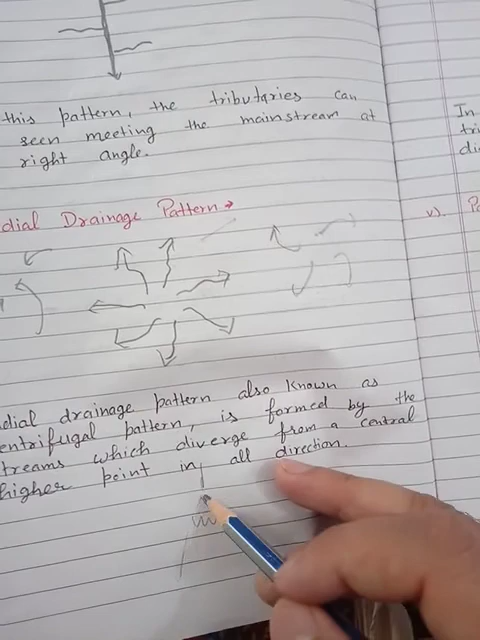 this pattern, the tributaries can
seen meeting the mainstream at
right angle.
dial Drainage Pattern →
dial drainage pattern also known as
entrifugal pattern, is formed by the
treams which diverge from a central
higher point in all direction.
In
tri
di
v). P